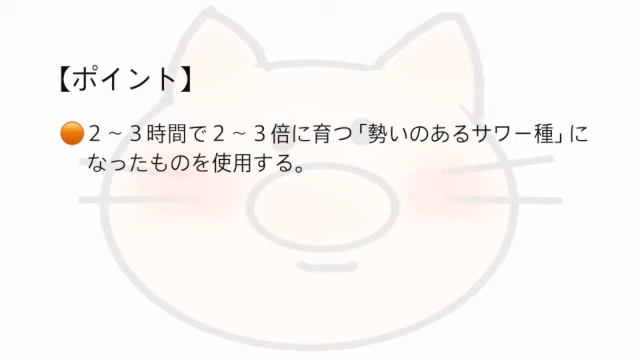 【ポイント】
２～３時間で２～３倍に育つ「勢いのあるサワー種」に
なったものを使用する。